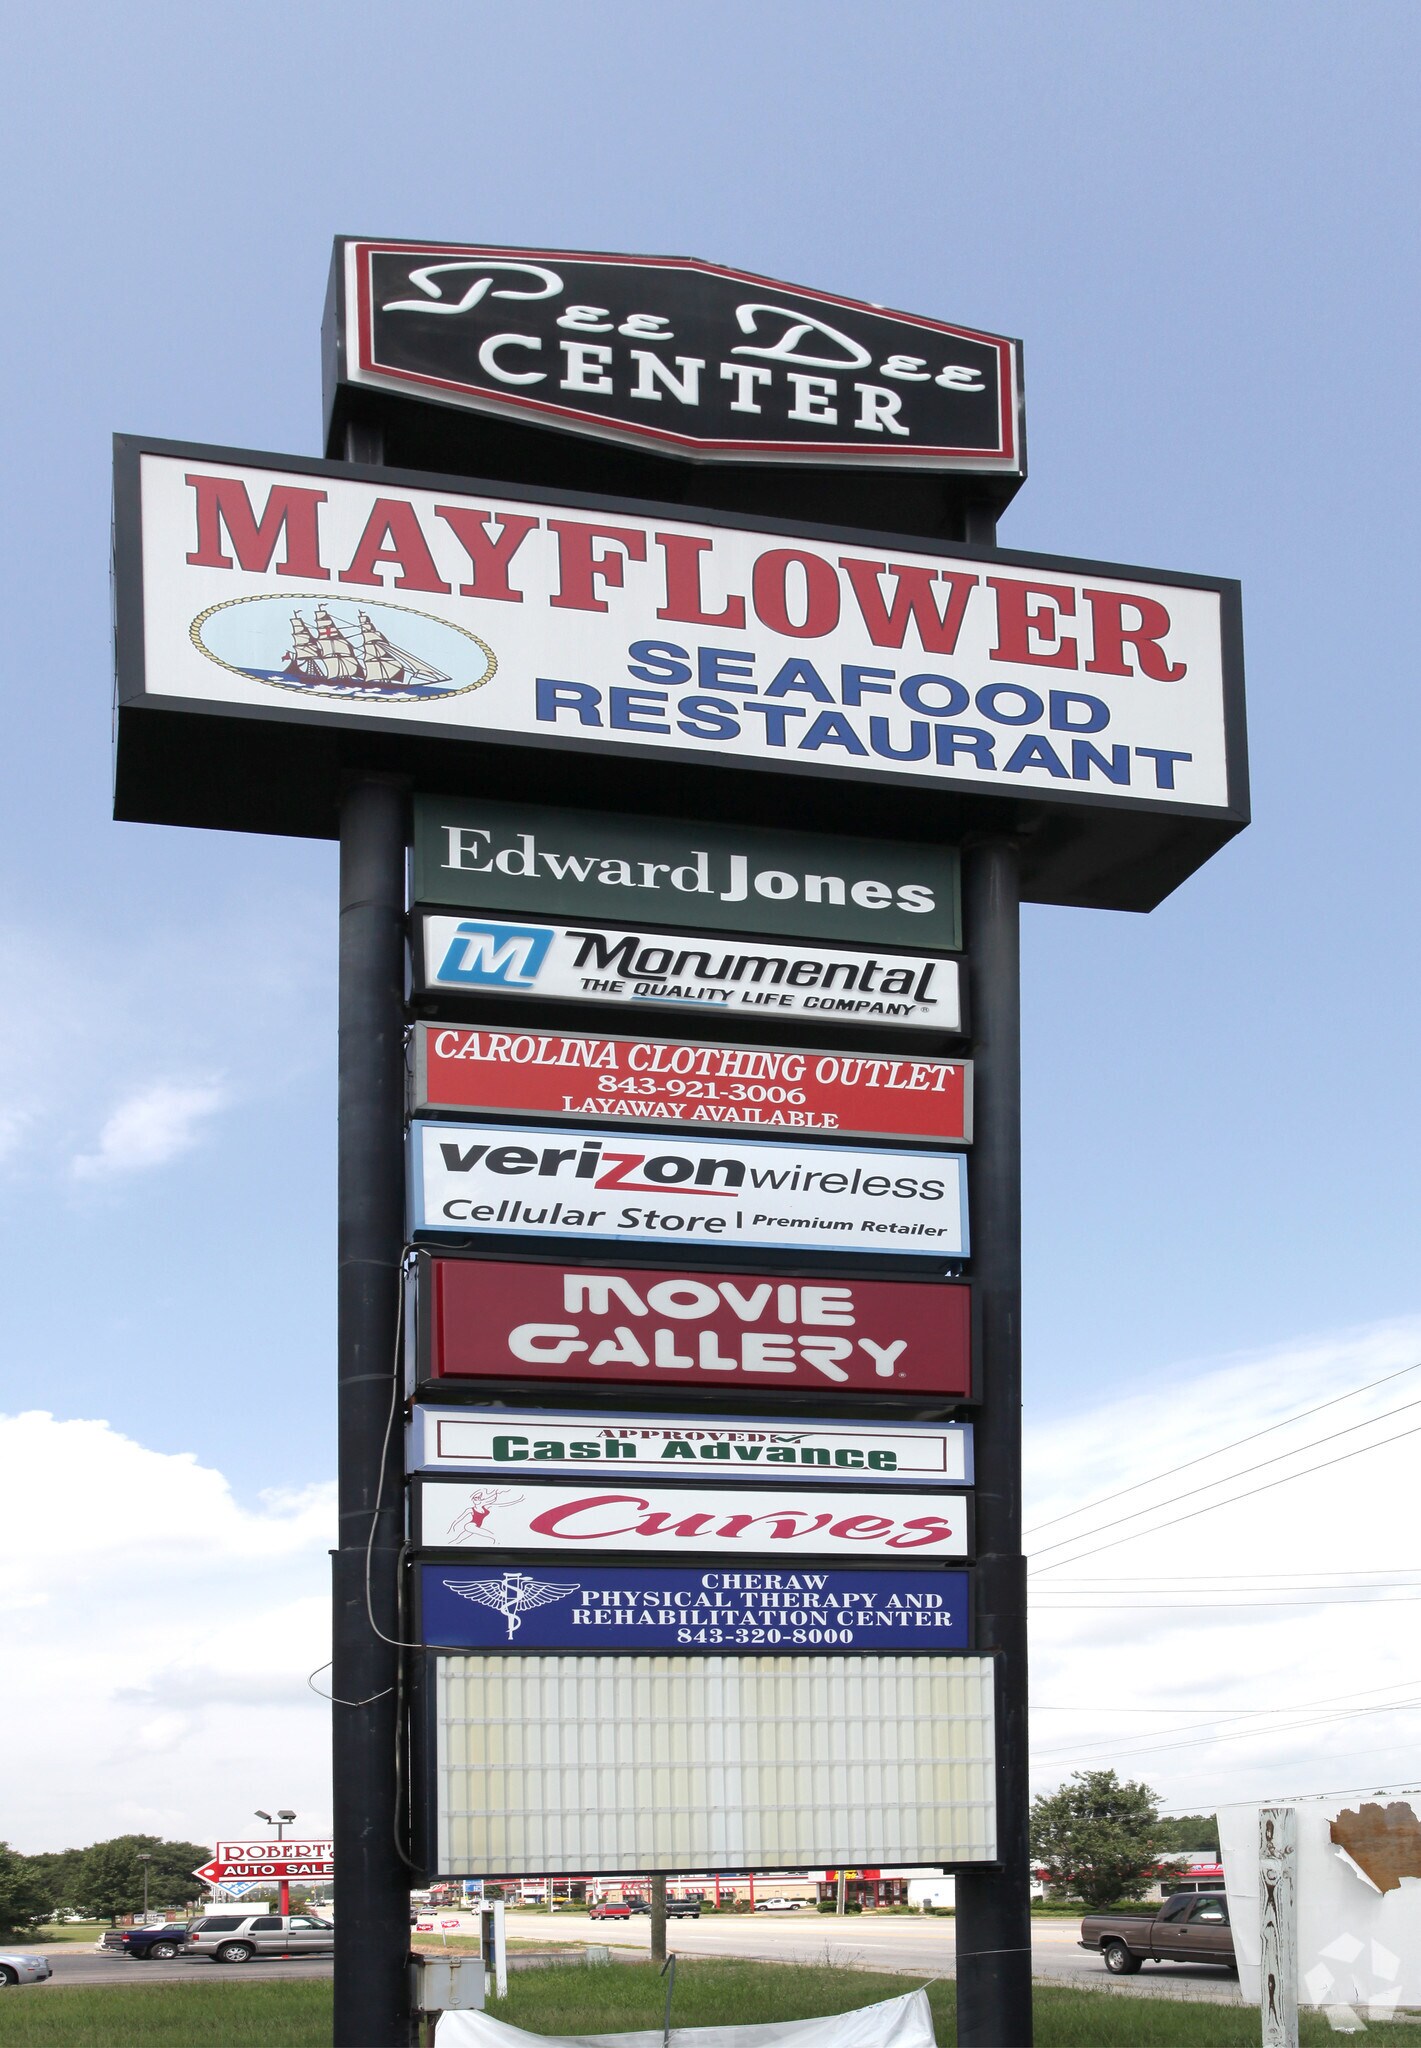 Pee Dee
CENTER
MAYFLOWER
SEAFOOD
RESTAURANT
Edward Jones
M Monumental
THE QUALITY LIFE COMPANY®
CAROLINA CLOTHING OUTLET
843-921-3006
LAYAWAY AVAILABLE
verizon wireless
Cellular Store | Premium Retailer
MOVIE
GALLERY®
APPROVED
Cash Advance
Curves
CHERAW
PHYSICAL THERAPY AND
REHABILITATION CENTER
843-320-8000
ROBERT'
AUTO SALE